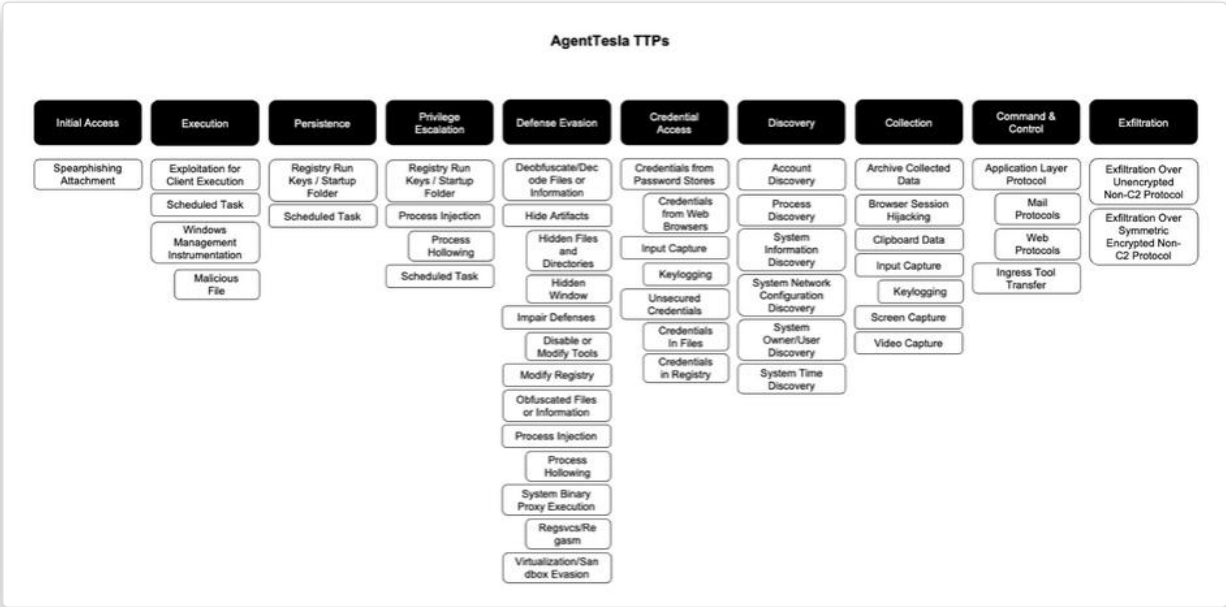 AgentTesla TTPs
Initial Access
Spearphishing
Attachment
Execution
Exploitation for
Client Execution
Scheduled Task
Windows
Management
Instrumentation
Malicious
File
Persistence
Registry Run
Keys / Startup
Folder
Scheduled Task
Privilege
Escalation
Registry Run
Keys / Startup
Folder
Process Injection
Process
Hollowing
Scheduled Task
Defense Evasion
Deobfuscate/Dec
ode Files or
Information
Hide Artifacts
Hidden Files
and
Directories
Hidden
Window
Impair Defenses
Disable or
Modify Tools
Modify Registry
Obfuscated Files
or Information
Process Injection
Process
Hollowing
System Binary
Proxy Execution
Regsvcs/Re
gasm
Virtualization/San
dbox Evasion
Credential
Access
Credentials from
Password Stores
Credentials
from Web
Browsers
Input Capture
Keylogging
Unsecured
Credentials
Credentials
In Files
Credentials
in Registry
Discovery
Account
Discovery
Process
Discovery
System
Information
Discovery
System Network
Configuration
Discovery
System
Owner/User
Discovery
System Time
Discovery
Collection
Archive Collected
Data
Browser Session
Hijacking
Clipboard Data
Input Capture
Keylogging
Screen Capture
Video Capture
Command &
Control
Application Layer
Protocol
Mail
Protocols
Web
Protocols
Ingress Tool
Transfer
Exfiltration
Exfiltration Over
Unencrypted
Non-C2 Protocol
Exfiltration Over
Symmetric
Encrypted Non-
C2 Protocol